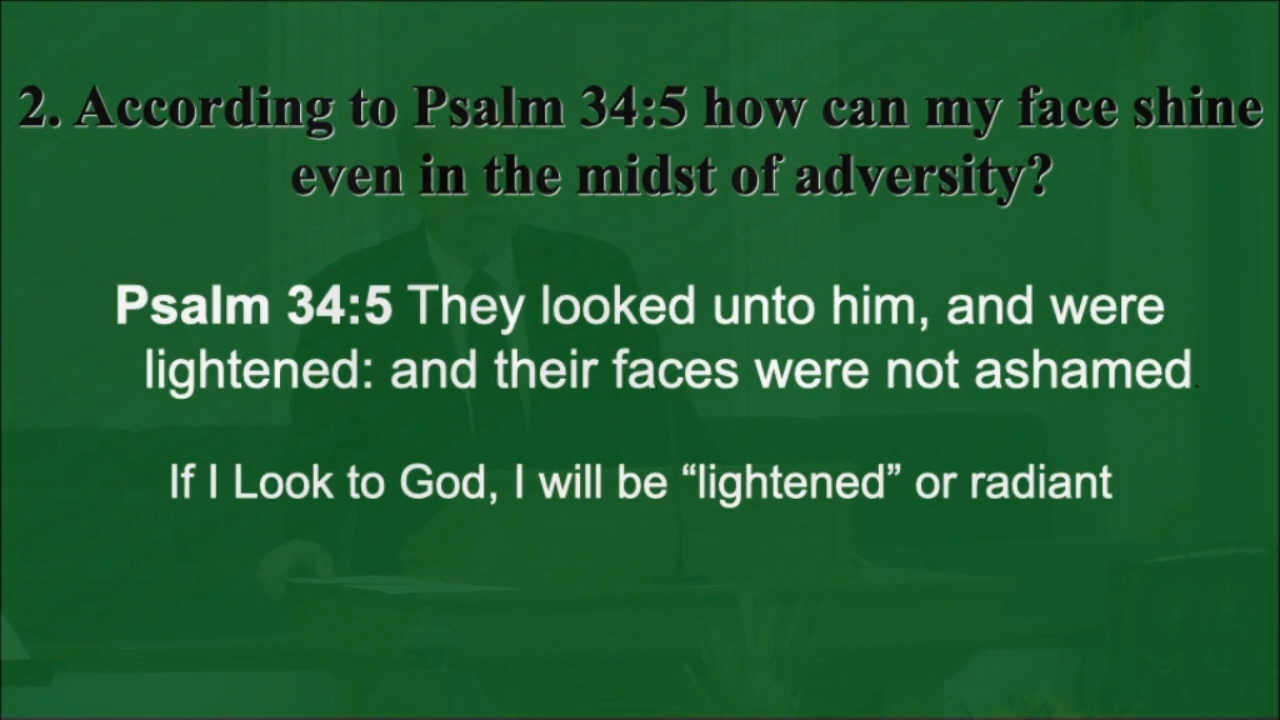 2. According to Psalm 34:5 how can my face shine
even in the midst of adversity?
Psalm 34:5 They looked unto him, and were
lightened: and their faces were not ashamed.
If I Look to God, I will be “lightened” or radiant